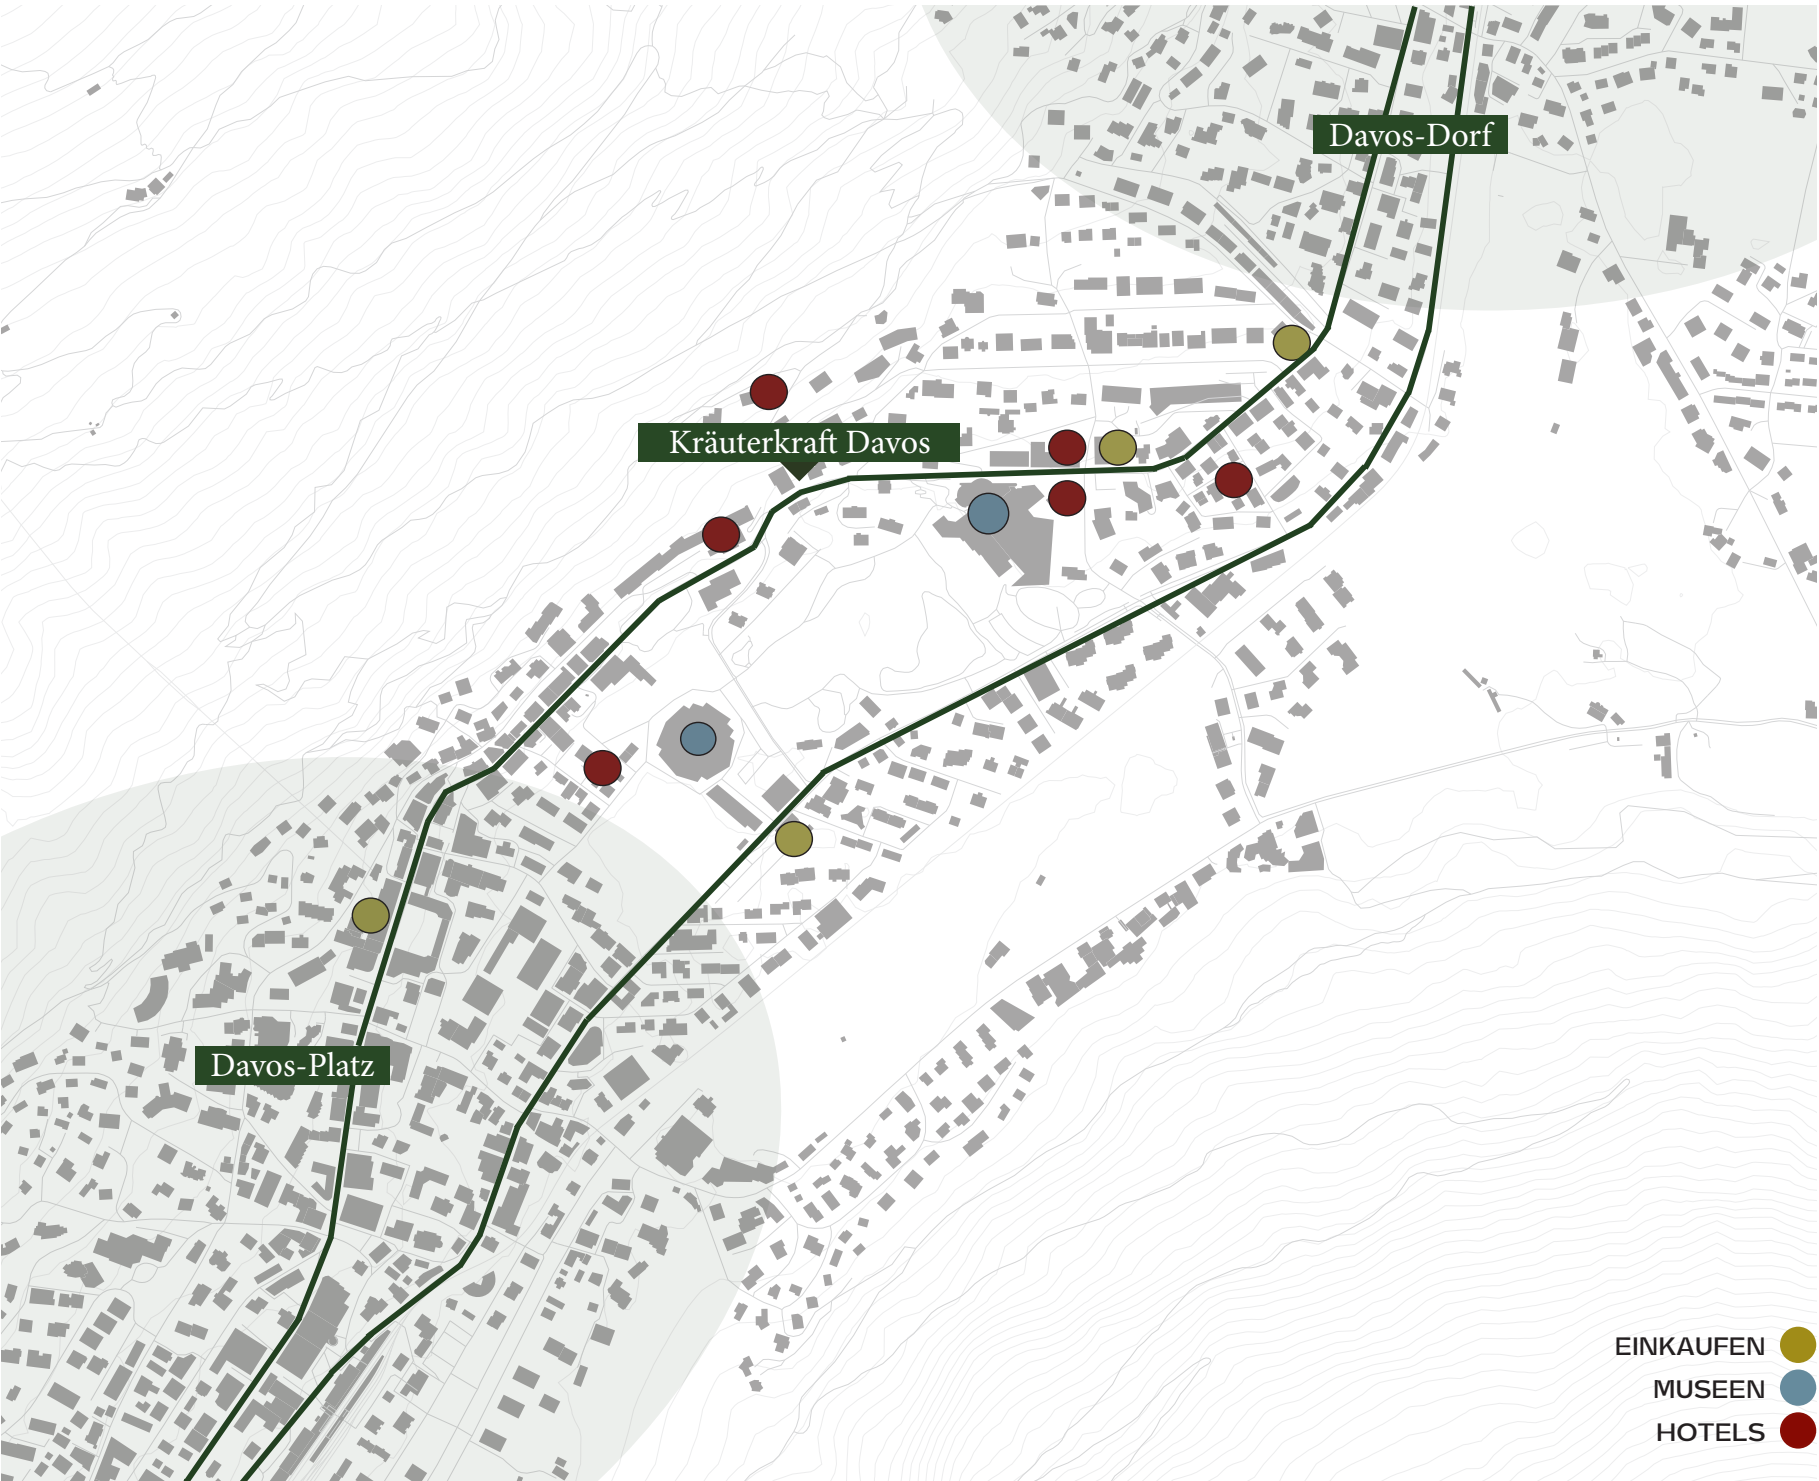 Davos-Dorf
Kräuterkraft Davos
Davos-Platz
EINKAUFEN
MUSEEN
HOTELS